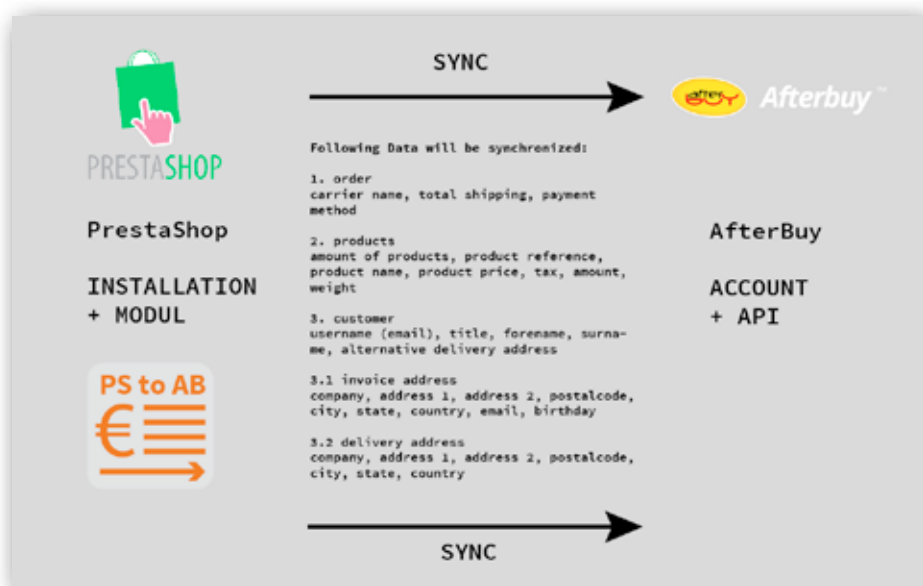 SYNC
after
BUY
Afterbuy™
PRESTASHOP
Following Data will be synchronized:
1. order
carrier name, total shipping, payment
method
PrestaShop
AfterBuy
2. products
amount of products, product reference,
product name, product price, tax, amount,
weight
INSTALLATION
+ MODUL
ACCOUNT
+ API
3. customer
username (email), title, forename, surna-
me, alternative delivery address
PS to AB
€
3.1 invoice address
company, address 1, address 2, postalcode,
city, state, country, email, birthday
3.2 delivery address
company, address 1, address 2, postalcode,
city, state, country
SYNC